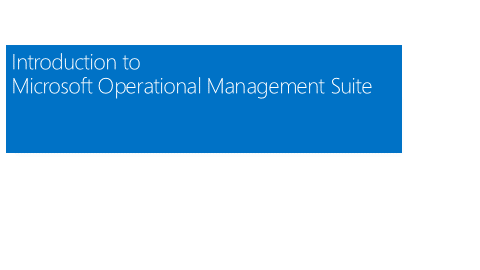 Introduction to
Microsoft Operational Management Suite